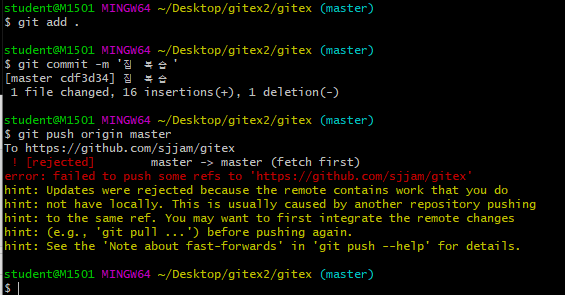 student@M1501 MINGW64 ~/Desktop/gitex2/gitex (master)
$ git add .
student@M1501 MINGW64 ~/Desktop/gitex2/gitex (master)
$ git commit -m '집 복습'
[master cdf3d34] 집 복습
1 file changed, 16 insertions(+), 1 deletion(-)
student@M1501 MINGW64 ~/Desktop/gitex2/gitex (master)
$ git push origin master
To https://github.com/sjjam/gitex
! [rejected] master -> master (fetch first)
error: failed to push some refs to 'https://github.com/sjjam/gitex'
hint: Updates were rejected because the remote contains work that you do
hint: not have locally. This is usually caused by another repository pushing
hint: to the same ref. You may want to first integrate the remote changes
hint: (e.g., 'git pull ...') before pushing again.
hint: See the 'Note about fast-forwards' in 'git push --help' for details.
student@M1501 MINGW64 ~/Desktop/gitex2/gitex (master)
$